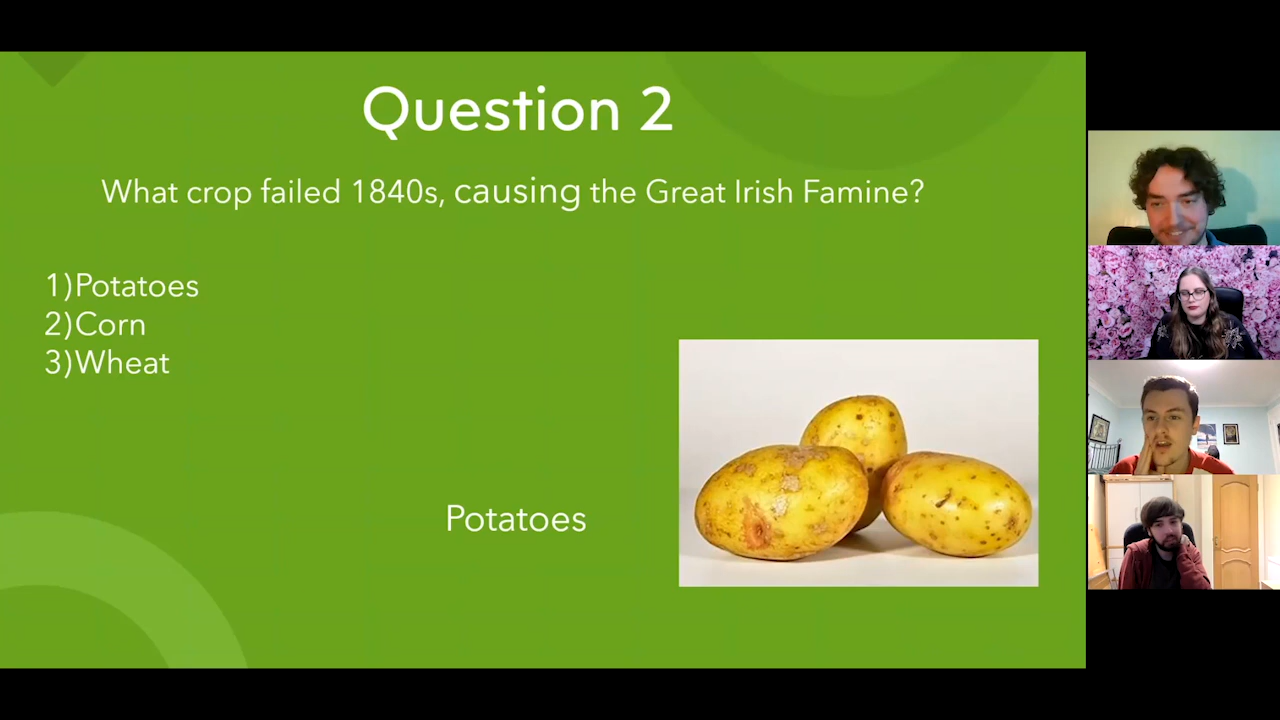 Question 2
What crop failed 1840s, causing the Great Irish Famine?
1)Potatoes
2)Corn
3)Wheat
Potatoes